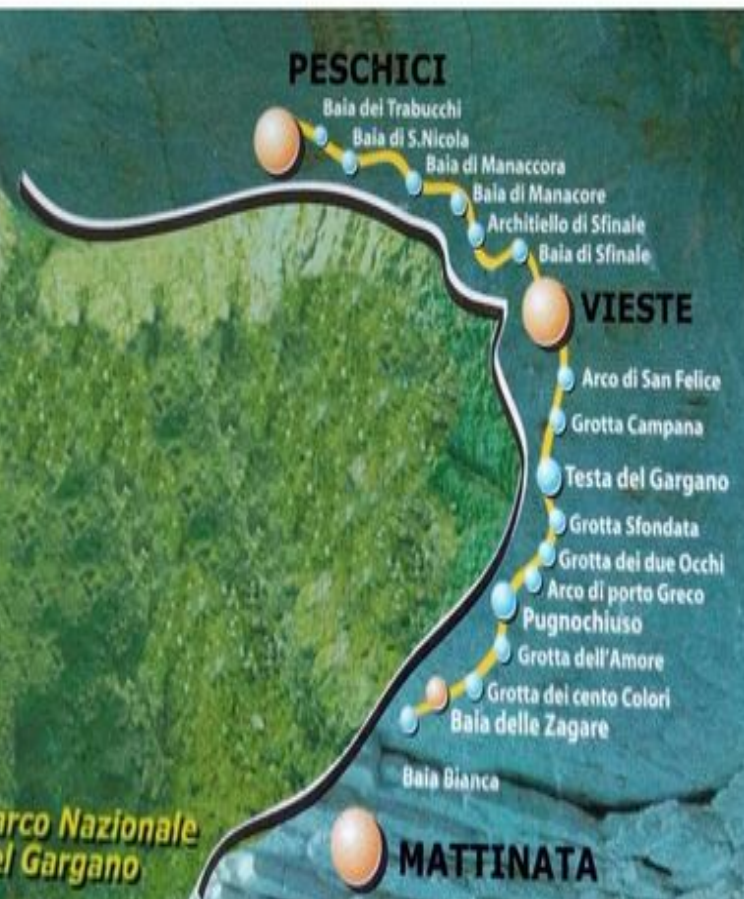 PESCHICI
Baia dei Trabucchi
Baia di S.Nicola
Baia di Manaccora
Baia di Manacore
Architiello di Sfinale
Baia di Sfinale
VIESTE
Arco di San Felice
Grotta Campana
Testa del Gargano
Grotta Sfondata
Grotta dei due Occhi
Arco di porto Greco
Pugnochiuso
Grotta dell'Amore
Grotta dei cento Colori
Baia delle Zagare
Baia Bianca
arco Nazionale
el Gargano
MATTINATA